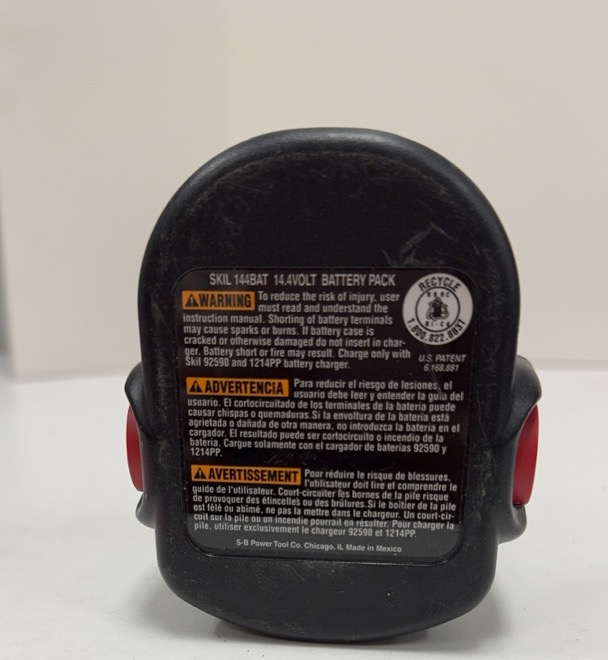 SKIL 144BAT 14.4VOLT BATTERY PACK
WARNING To reduce the risk of injury, user
must read and understand the
instruction manual. Shorting of battery terminals
may cause sparks or burns. If battery case is
cracked or otherwise damaged do not insert in char-
ger. Battery short or fire may result. Charge only with
Skil 92590 and 1214PP battery charger.
RECYCLE
RBRC
Ni-Cd
1.800.822.8837
U.S. PATENT
6,168,881
ADVERTENCIA Para reducir el riesgo de lesiones, el
usuario debe leer y entender la guía del
usuario. El cortocircuitado de los terminales de la batería puede
causar chispas o quemaduras. Si la envoltura de la batería está
agrietada o dañada de otra manera, no introduzca la batería en el
cargador. El resultado puede ser cortocircuito o incendio de la
batería. Cargue solamente con el cargador de baterías 92590 y
1214PP.
AVERTISSEMENT Pour réduire le risque de blessures,
l'utilisateur doit lire et comprendre le
guide de l'utilisateur. Court-circuiter les bornes de la pile risque
de provoquer des étincelles ou des brûlures. Si le boîtier de la pile
est fêlé ou abîmé, ne pas la mettre dans le chargeur. Un court-cir-
cuit sur la pile ou un incendie pourrait en résulter. Pour charger la
pile, utiliser exclusivement le chargeur 92590 et 1214PP.
S-B Power Tool Co. Chicago, IL Made in Mexico